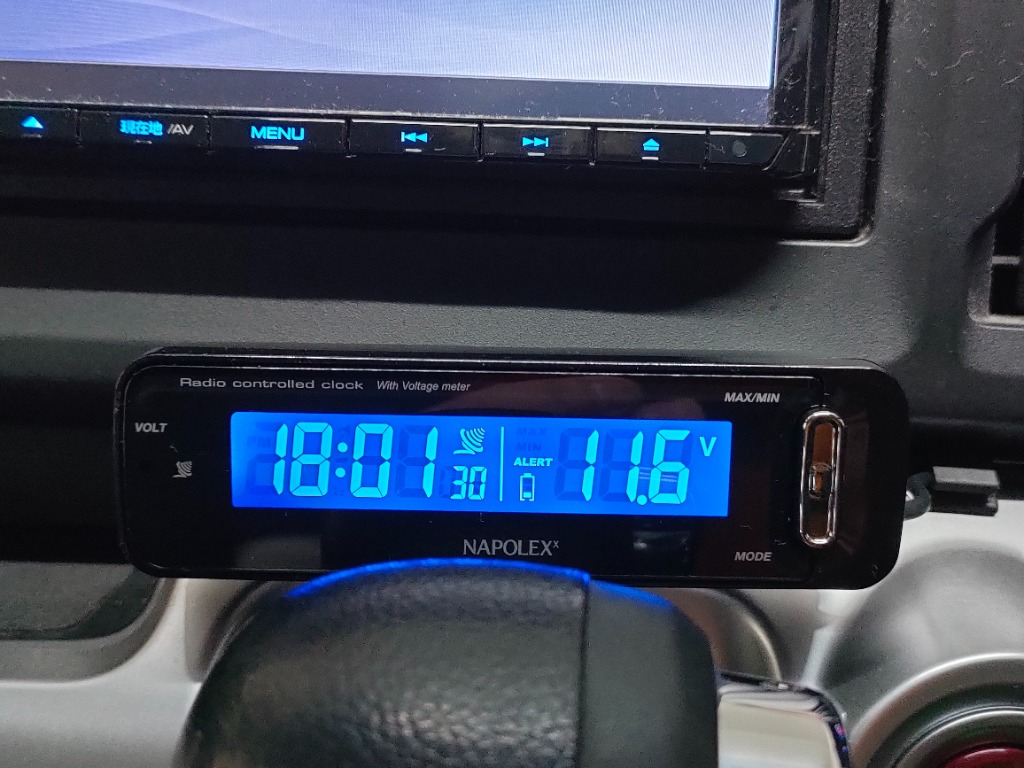 現在地/AV
MENU
Radio controlled clock With Voltage meter
MAX/MIN
VOLT
18:01 30
ALERT
11.6 V
NAPOLEX
MODE